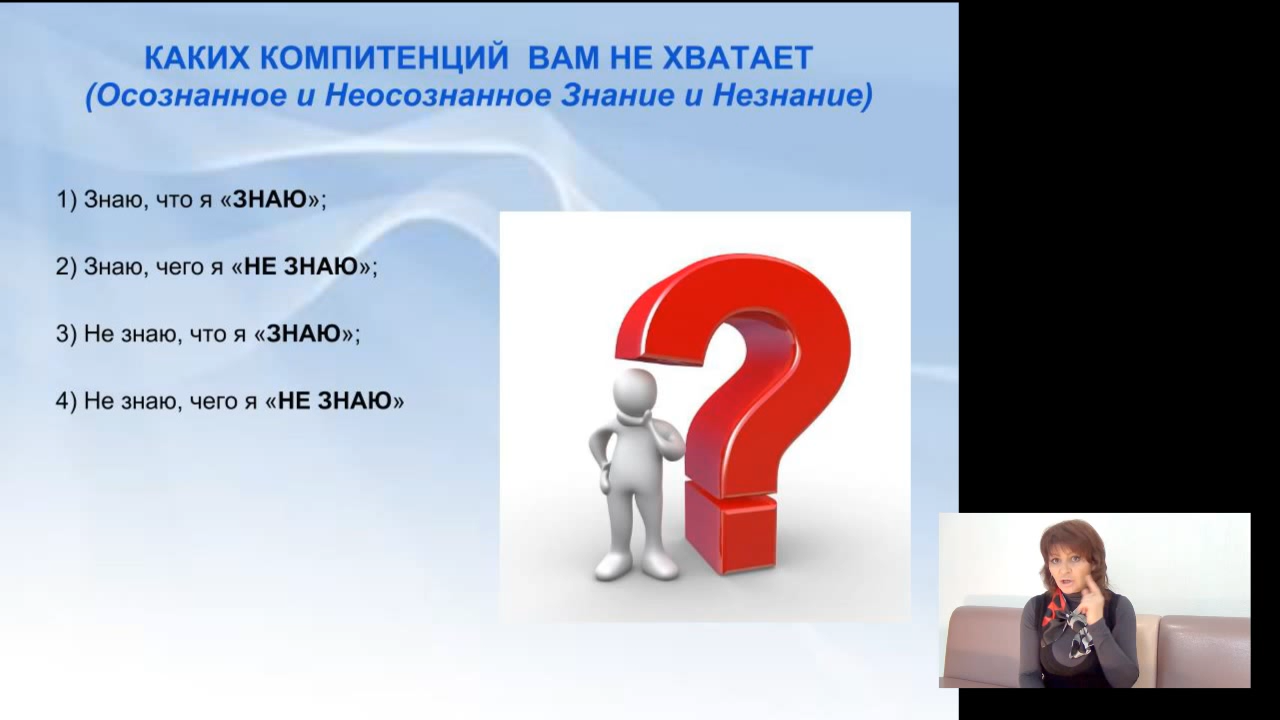 КАКИХ КОМПИТЕНЦИЙ ВАМ НЕ ХВАТАЕТ
(Осознанное и Неосознанное Знание и Незнание)
1) Знаю, что я «ЗНАЮ»;
2) Знаю, чего я «НЕ ЗНАЮ»;
3) Не знаю, что я «ЗНАЮ»;
4) Не знаю, чего я «НЕ ЗНАЮ»